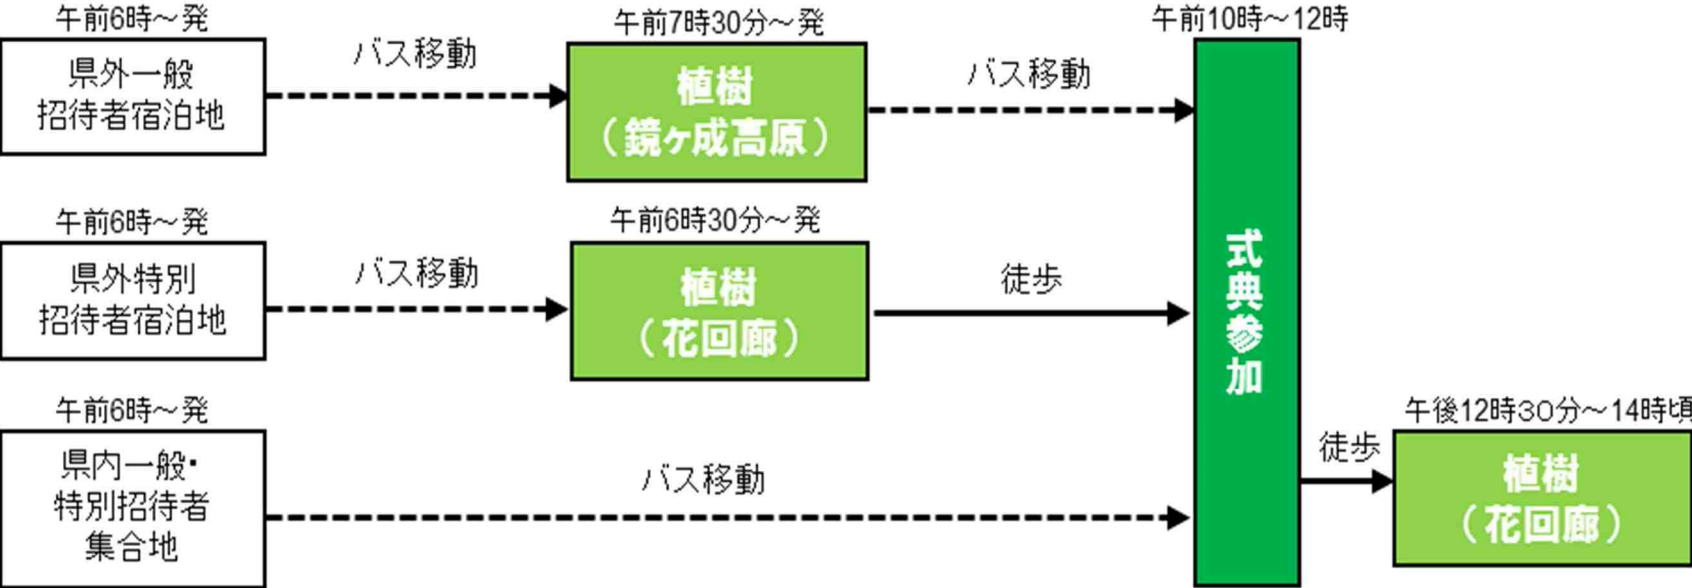 午前6時～発
県外一般
招待者宿泊地
バス移動
午前7時30分～発
植樹
（鏡ヶ成高原）
バス移動
午前10時～12時
式典参加
午前6時～発
県外特別
招待者宿泊地
バス移動
午前6時30分～発
植樹
（花回廊）
徒歩
午前6時～発
県内一般・
特別招待者
集合地
バス移動
徒歩
午後12時３０分～14時頃
植樹
（花回廊）